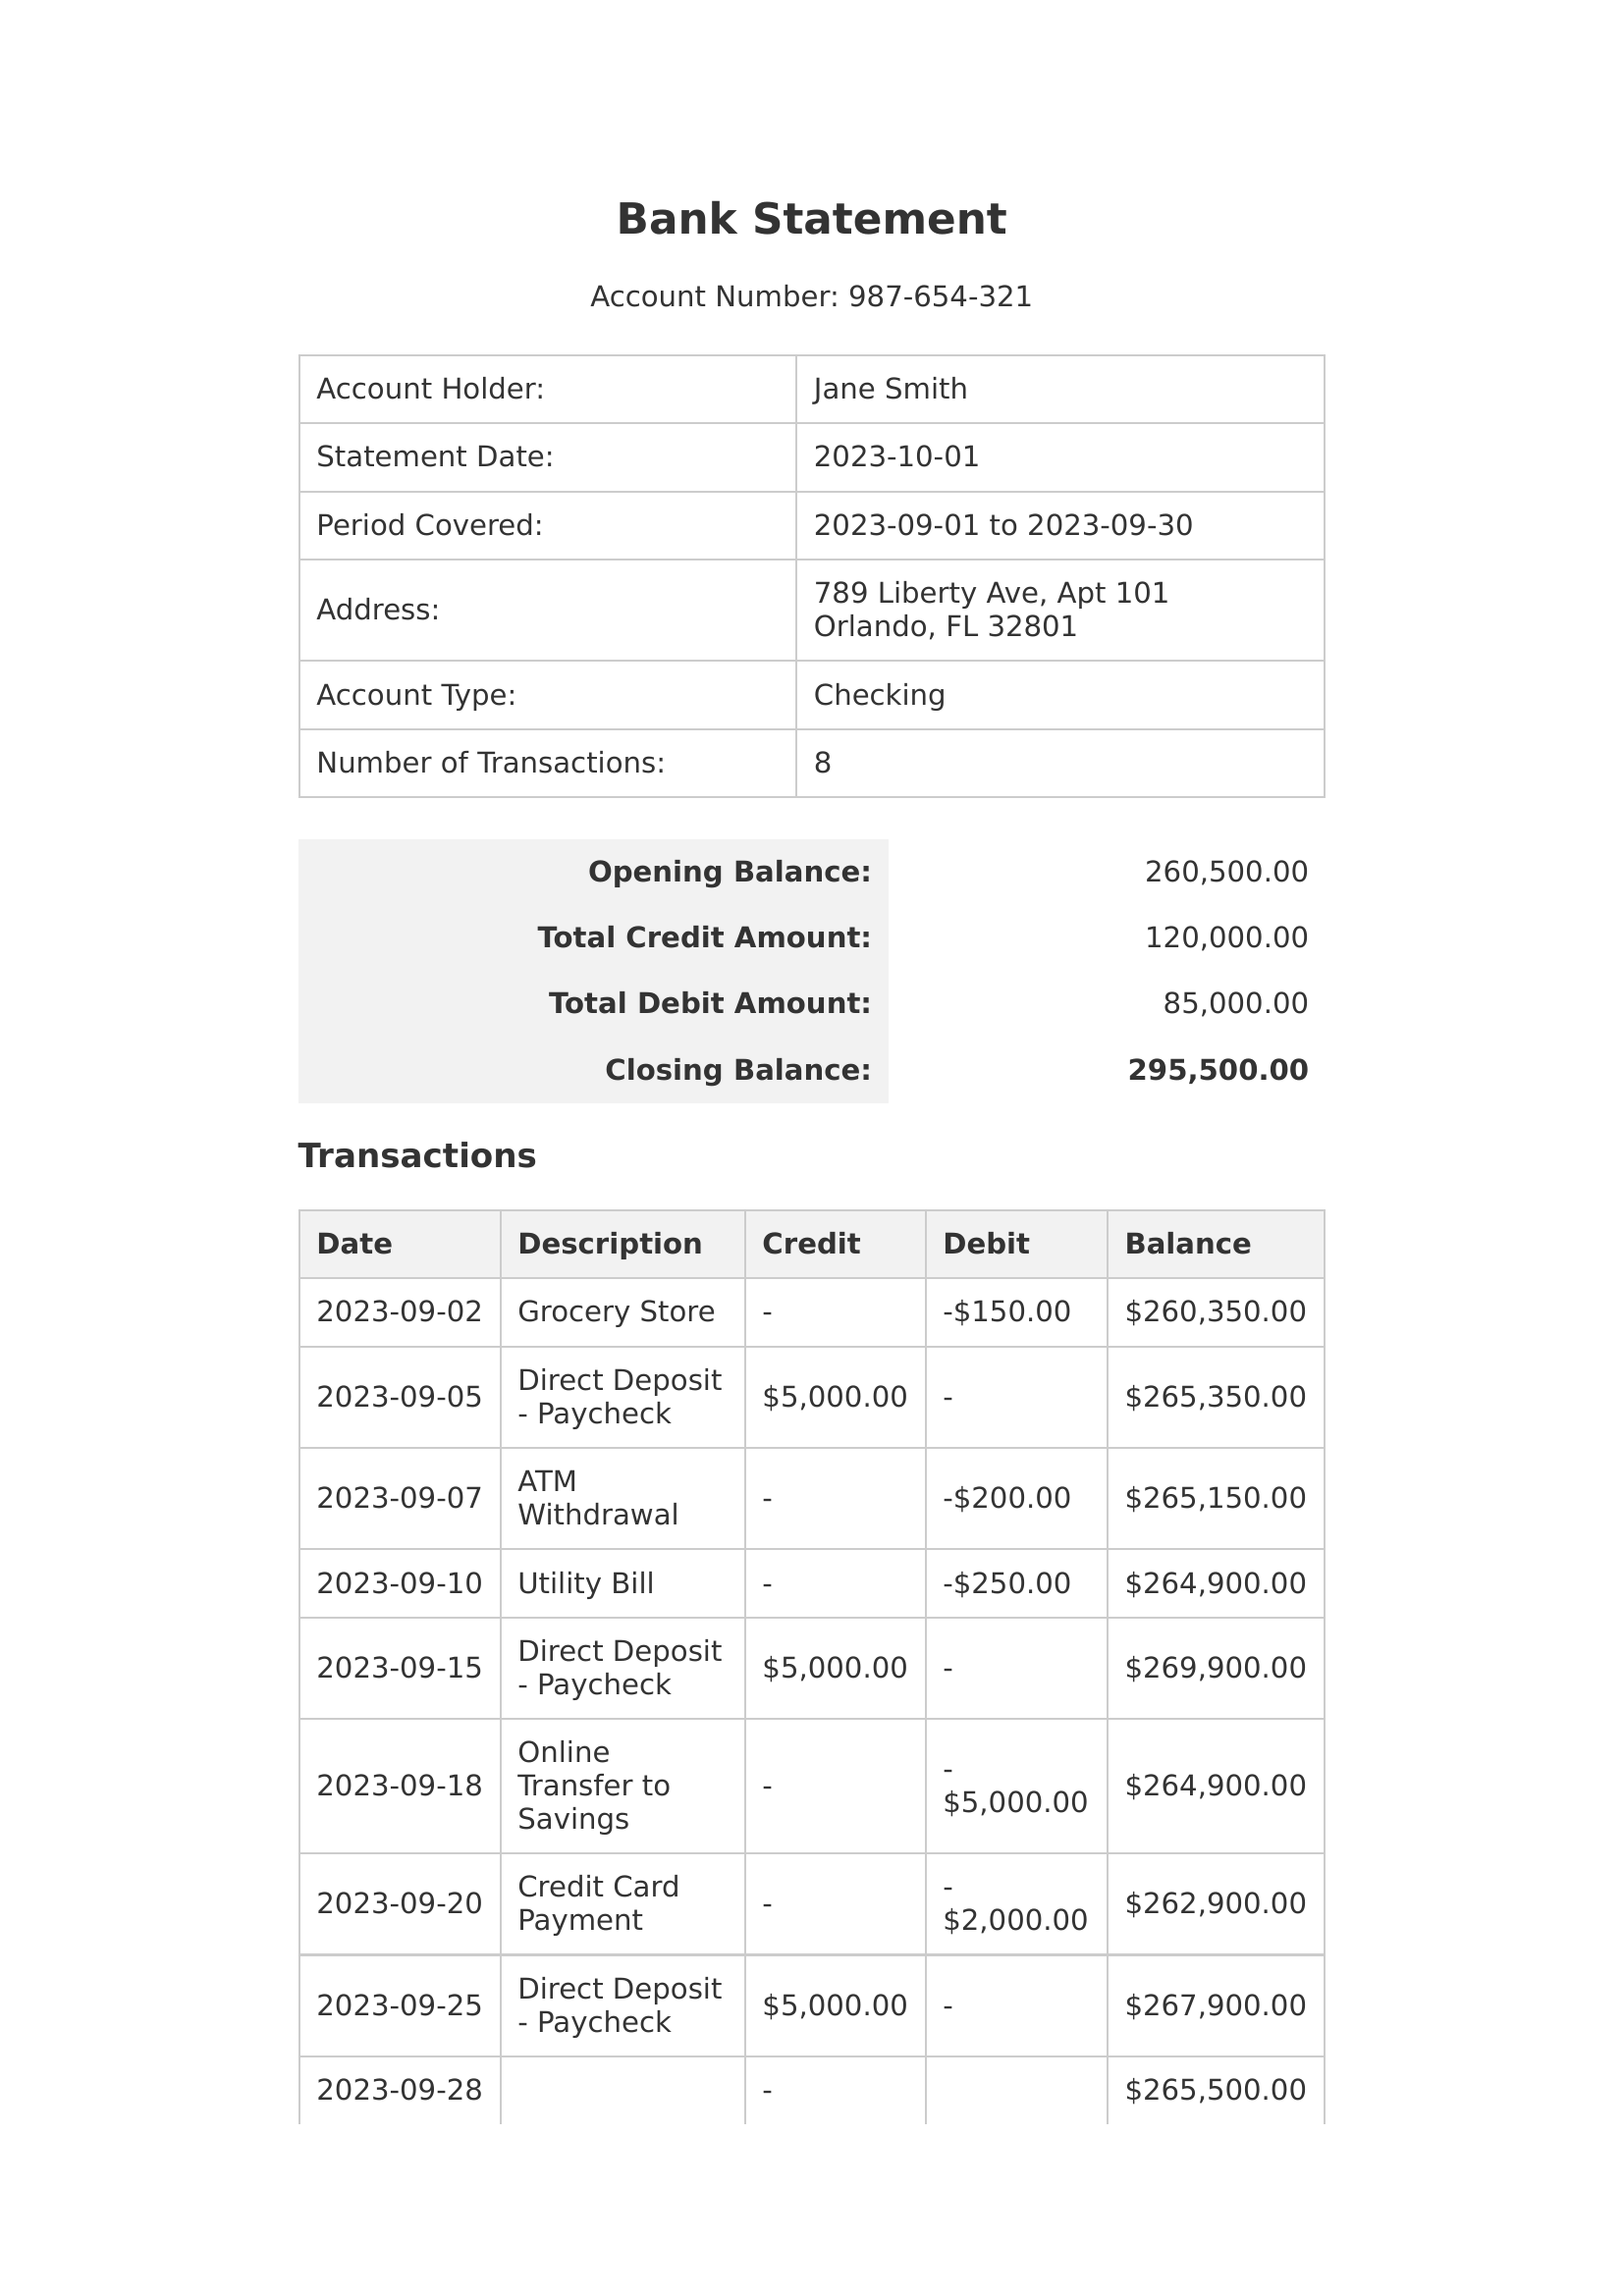 Bank Statement
Account Number: 987-654-321
Account Holder: Jane Smith
Statement Date: 2023-10-01
Period Covered: 2023-09-01 to 2023-09-30
Address: 789 Liberty Ave, Apt 101
Orlando, FL 32801
Account Type: Checking
Number of Transactions: 8
Opening Balance: 260,500.00
Total Credit Amount: 120,000.00
Total Debit Amount: 85,000.00
Closing Balance: 295,500.00
Transactions
Date Description Credit Debit Balance
2023-09-02 Grocery Store - -$150.00 $260,350.00
2023-09-05 Direct Deposit
- Paycheck $5,000.00 - $265,350.00
2023-09-07 ATM
Withdrawal - -$200.00 $265,150.00
2023-09-10 Utility Bill - -$250.00 $264,900.00
2023-09-15 Direct Deposit
- Paycheck $5,000.00 - $269,900.00
2023-09-18 Online
Transfer to
Savings - -
$5,000.00 $264,900.00
2023-09-20 Credit Card
Payment - -
$2,000.00 $262,900.00
2023-09-25 Direct Deposit
- Paycheck $5,000.00 - $267,900.00
2023-09-28 - $265,500.00